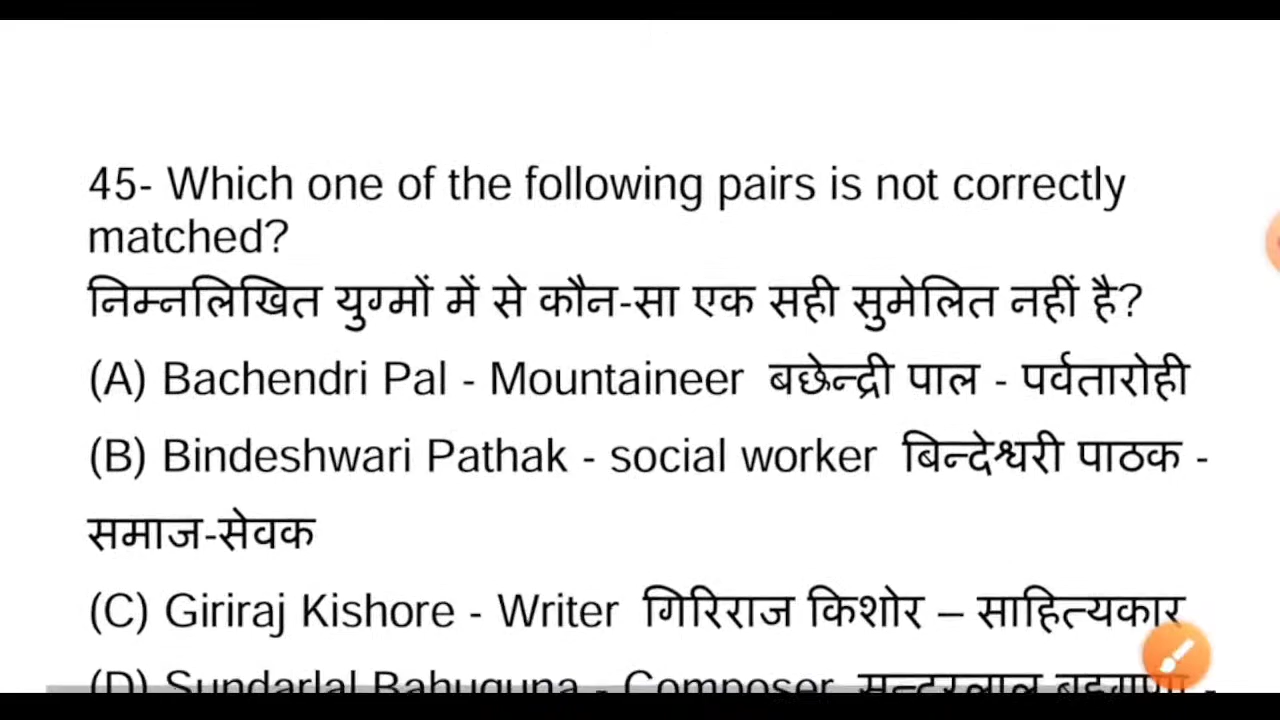 45- Which one of the following pairs is not correctly
matched?
निम्नलिखित युग्मों में से कौन-सा एक सही सुमेलित नहीं है?
(A) Bachendri Pal - Mountaineer बछेन्द्री पाल - पर्वतारोही
(B) Bindeshwari Pathak - social worker बिन्देश्वरी पाठक -
समाज-सेवक
(C) Giriraj Kishore - Writer गिरिराज किशोर – साहित्यकार
(D) Sundarlal Bahuguna - Composer सुन्दरलाल बहुगुणा -